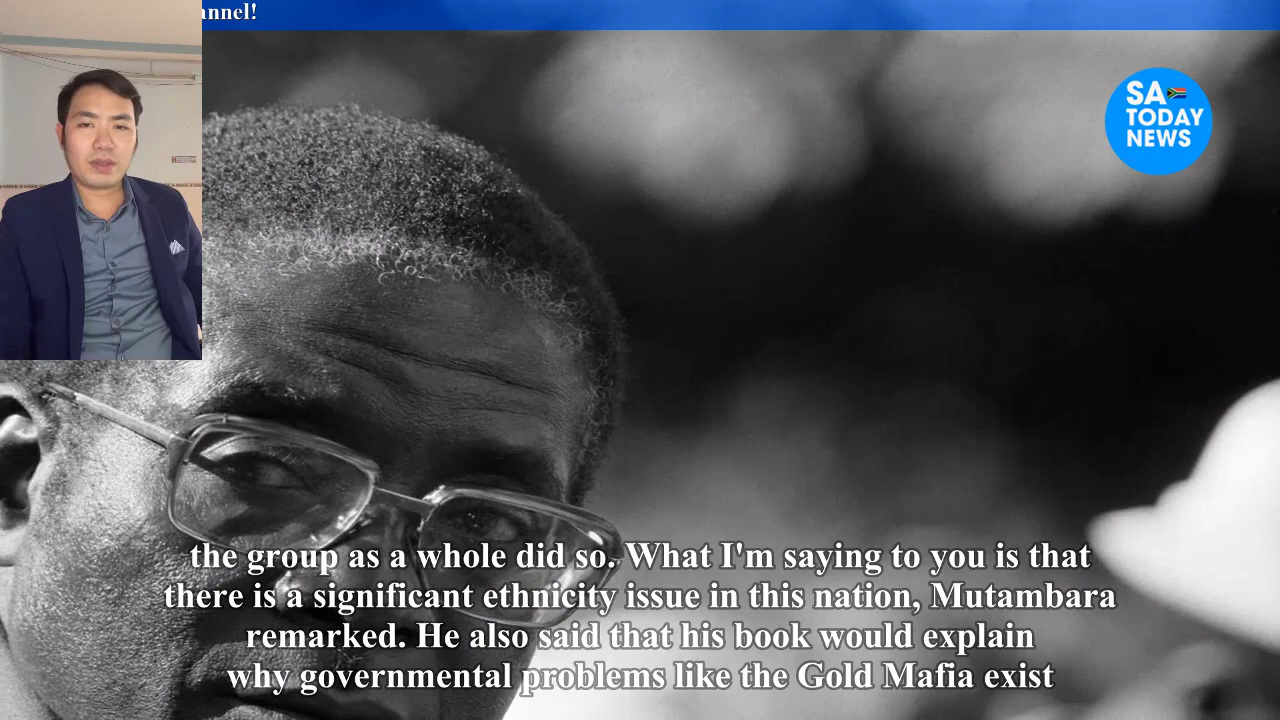 annel!
SA
TODAY
NEWS
the group as a whole did so. What I'm saying to you is that
there is a significant ethnicity issue in this nation, Mutambara
remarked. He also said that his book would explain
why governmental problems like the Gold Mafia exist